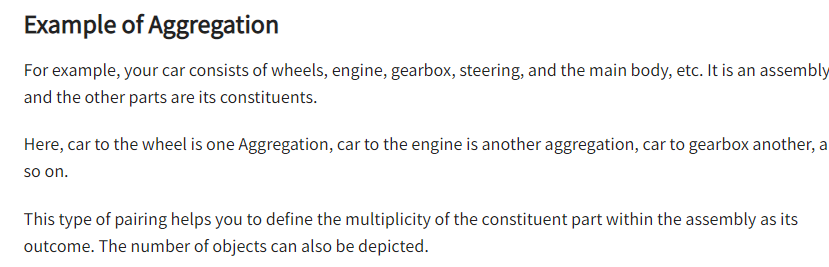 Example of Aggregation
For example, your car consists of wheels, engine, gearbox, steering, and the main body, etc. It is an assembly
and the other parts are its constituents.
Here, car to the wheel is one Aggregation, car to the engine is another aggregation, car to gearbox another, a
so on.
This type of pairing helps you to define the multiplicity of the constituent part within the assembly as its
outcome. The number of objects can also be depicted.